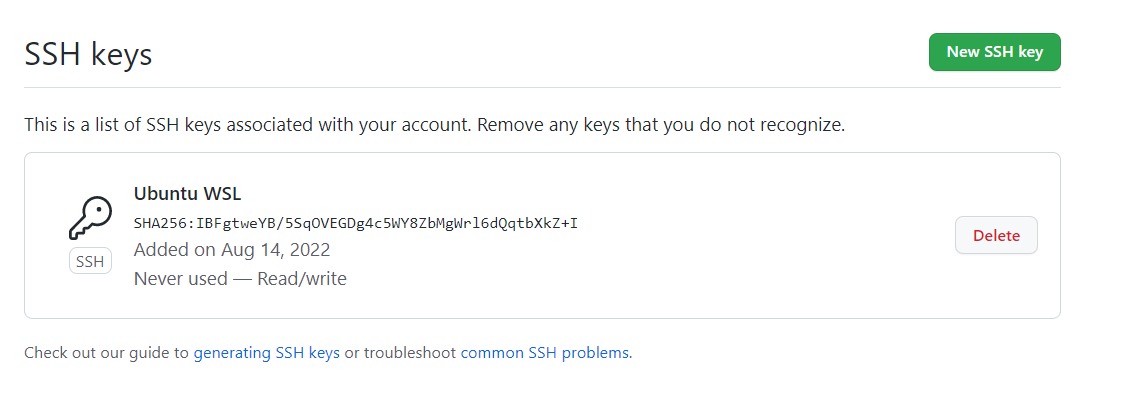 SSH keys
New SSH key
This is a list of SSH keys associated with your account. Remove any keys that you do not recognize.
Ubuntu WSL
SHA256:IBFgtweYB/5SqOVEGDg4c5WY8ZbMgWrl6dQqtbXkZ+I
Added on Aug 14, 2022
Never used — Read/write
SSH
Delete
Check out our guide to generating SSH keys or troubleshoot common SSH problems.